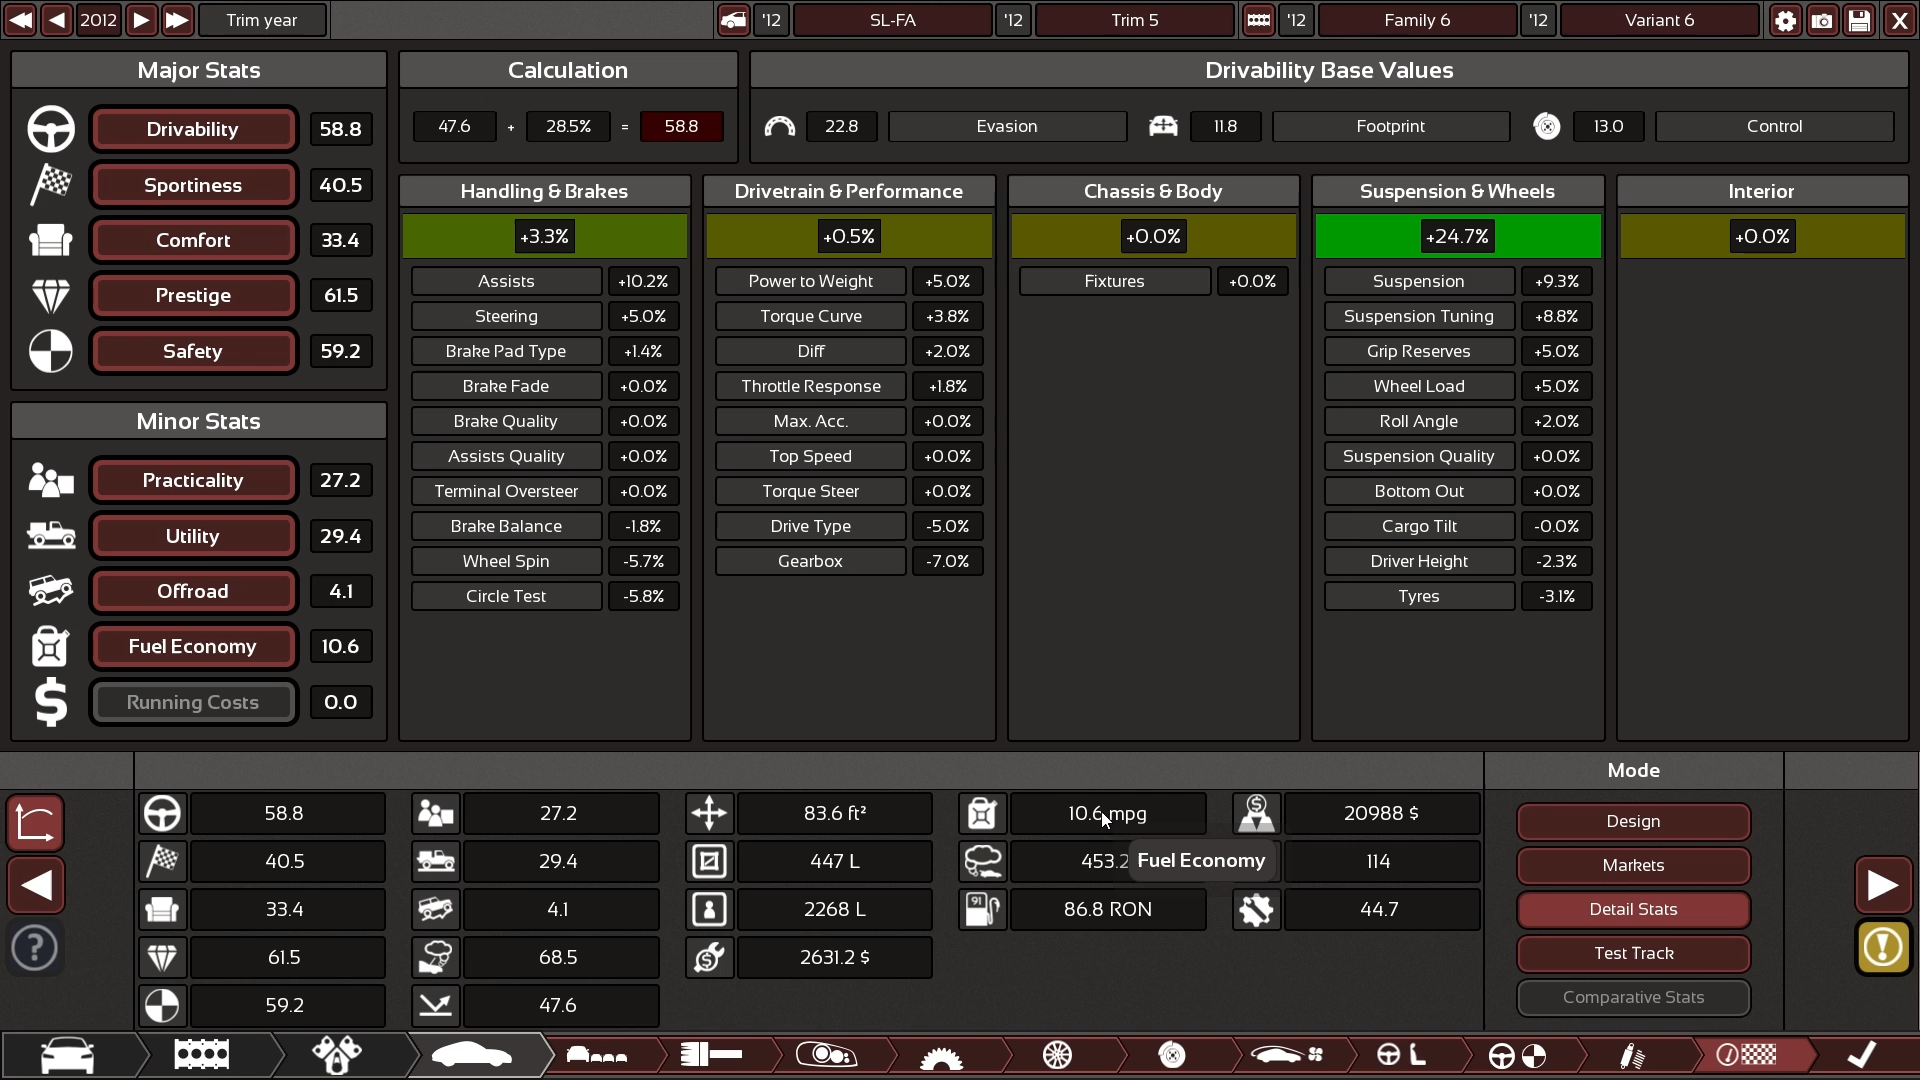 2012 Trim year '12 SL-FA '12 Trim 5 '12 Family 6 '12 Variant 6 X
Major Stats
Drivability 58.8
Sportiness 40.5
Comfort 33.4
Prestige 61.5
Safety 59.2
Minor Stats
Practicality 27.2
Utility 29.4
Offroad 4.1
Fuel Economy 10.6
Running Costs 0.0
Calculation
47.6 + 28.5% = 58.8
Drivability Base Values
22.8 Evasion 11.8 Footprint 13.0 Control
Handling & Brakes
+3.3%
Assists +10.2%
Steering +5.0%
Brake Pad Type +1.4%
Brake Fade +0.0%
Brake Quality +0.0%
Assists Quality +0.0%
Terminal Oversteer +0.0%
Brake Balance -1.8%
Wheel Spin -5.7%
Circle Test -5.8%
Drivetrain & Performance
+0.5%
Power to Weight +5.0%
Torque Curve +3.8%
Diff +2.0%
Throttle Response +1.8%
Max. Acc. +0.0%
Top Speed +0.0%
Torque Steer +0.0%
Drive Type -5.0%
Gearbox -7.0%
Chassis & Body
+0.0%
Fixtures +0.0%
Suspension & Wheels
+24.7%
Suspension +9.3%
Suspension Tuning +8.8%
Grip Reserves +5.0%
Wheel Load +5.0%
Roll Angle +2.0%
Suspension Quality +0.0%
Bottom Out +0.0%
Cargo Tilt -0.0%
Driver Height -2.3%
Tyres -3.1%
Interior
+0.0%
58.8 27.2 83.6 ft² 10.6 mpg 20988 $
40.5 29.4 447 L 453.2 Fuel Economy 114
33.4 4.1 2268 L 91 86.8 RON 44.7
61.5 68.5 2631.2 $
59.2 47.6
Mode
Design
Markets
Detail Stats
Test Track
Comparative Stats